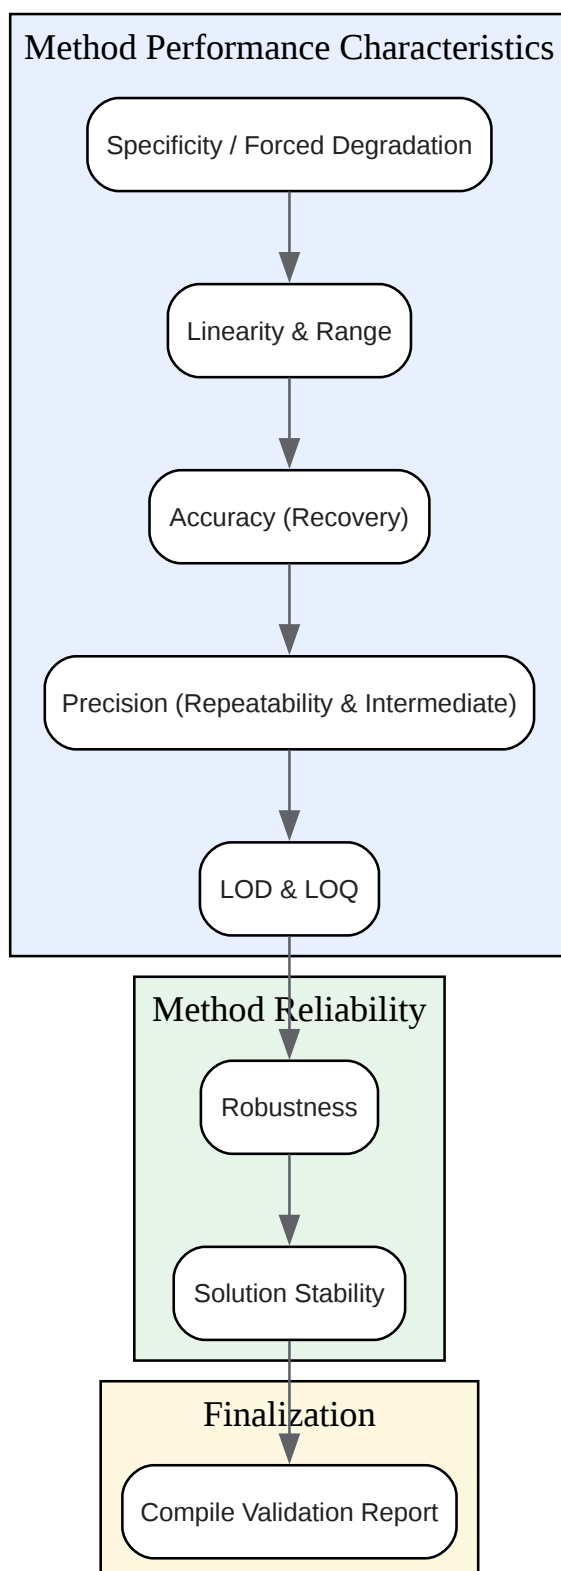 Method Performance Characteristics
Specificity / Forced Degradation
Linearity & Range
Accuracy (Recovery)
Precision (Repeatability & Intermediate)
LOD & LOQ
Method Reliability
Robustness
Solution Stability
Finalization
Compile Validation Report